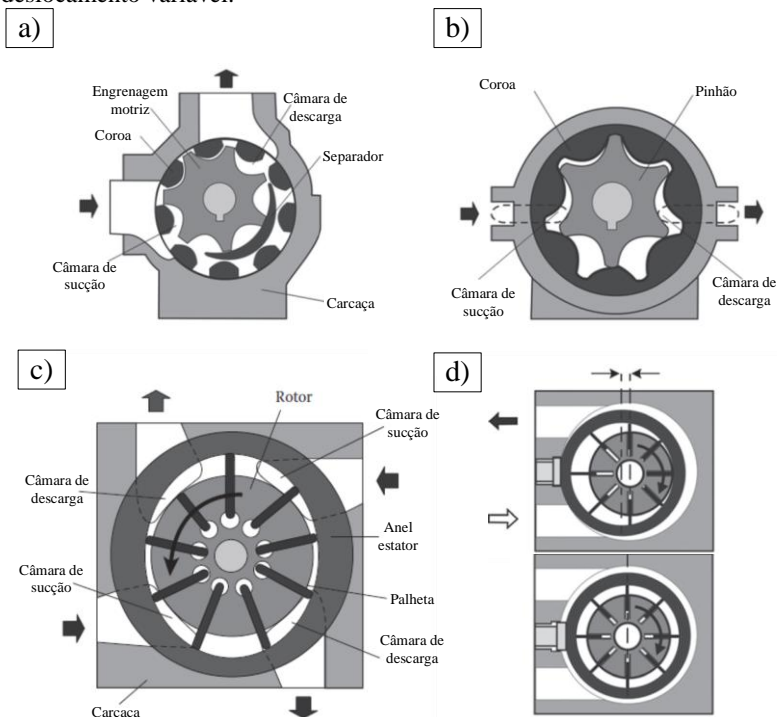 deslocamento variável.
a)
b)
Engrenagem
motriz
Câmara de
descarga
Coroa
Separador
Câmara de
sucção
Carcaça
Coroa
Pinhão
Câmara de
sucção
Câmara de
descarga
c)
d)
Rotor
Câmara de
sucção
Câmara de
descarga
Anel
estator
Câmara de
sucção
Palheta
Câmara de
descarga
Carcaça